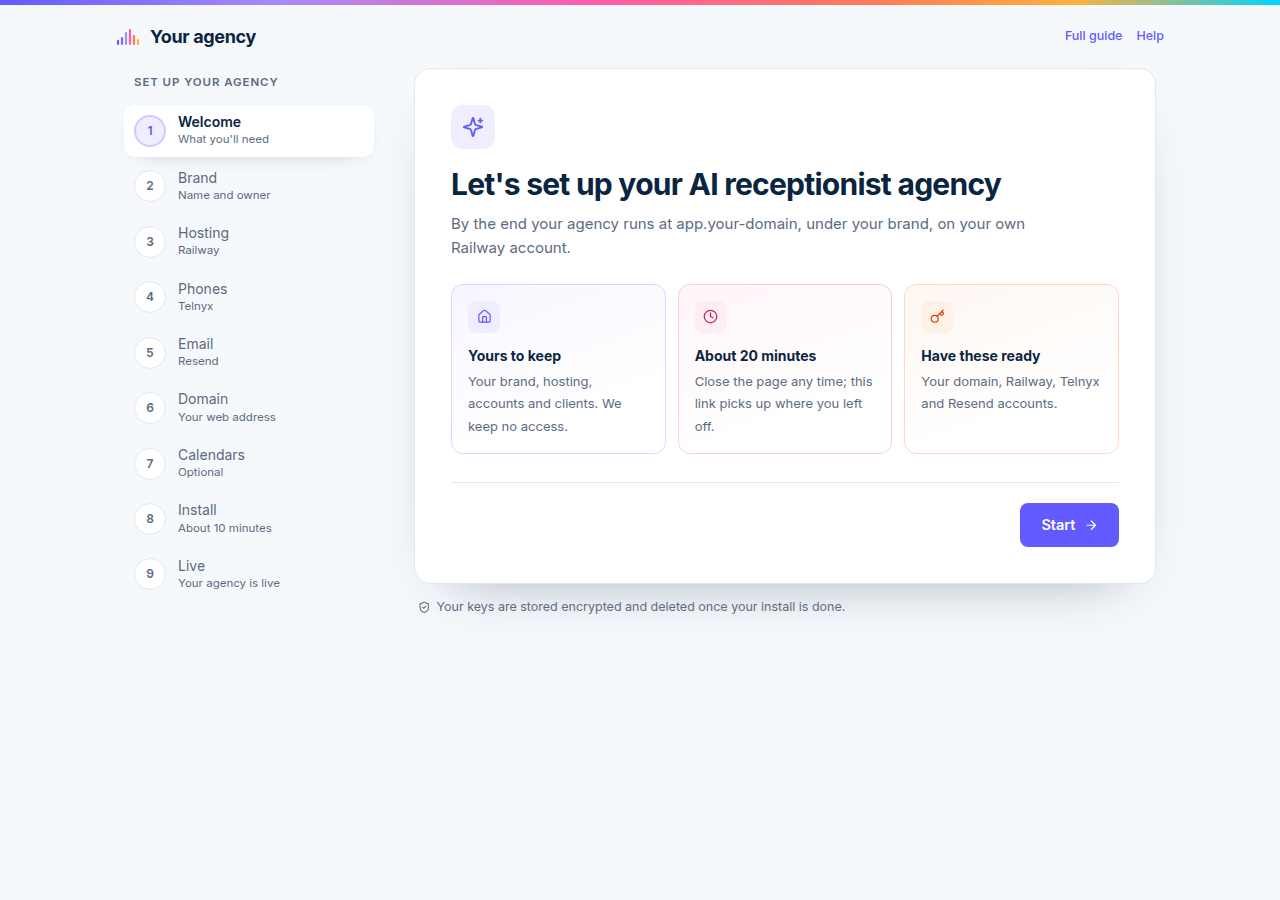 Your agency
Full guide
Help
SET UP YOUR AGENCY
1
Welcome
What you'll need
2
Brand
Name and owner
3
Hosting
Railway
4
Phones
Telnyx
5
Email
Resend
6
Domain
Your web address
7
Calendars
Optional
8
Install
About 10 minutes
9
Live
Your agency is live
Let's set up your AI receptionist agency
By the end your agency runs at app.your-domain, under your brand, on your own
Railway account.
Yours to keep
Your brand, hosting,
accounts and clients. We
keep no access.
About 20 minutes
Close the page any time; this
link picks up where you left
off.
Have these ready
Your domain, Railway, Telnyx
and Resend accounts.
Start
Your keys are stored encrypted and deleted once your install is done.